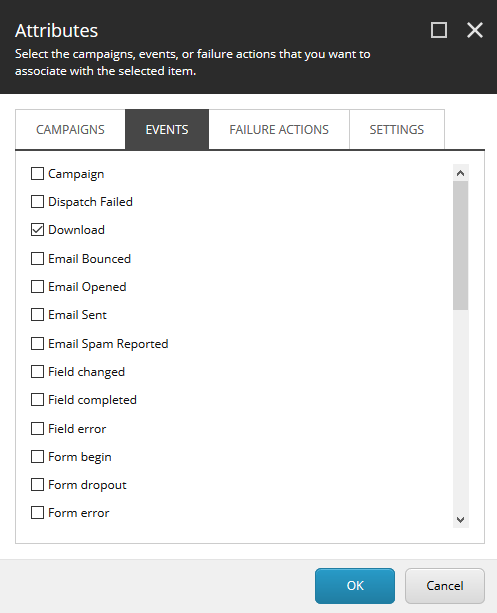 Attributes
Select the campaigns, events, or failure actions that you want to
associate with the selected item.
CAMPAIGNS EVENTS FAILURE ACTIONS SETTINGS
Campaign
Dispatch Failed
Download
Email Bounced
Email Opened
Email Sent
Email Spam Reported
Field changed
Field completed
Field error
Form begin
Form dropout
Form error
OK Cancel